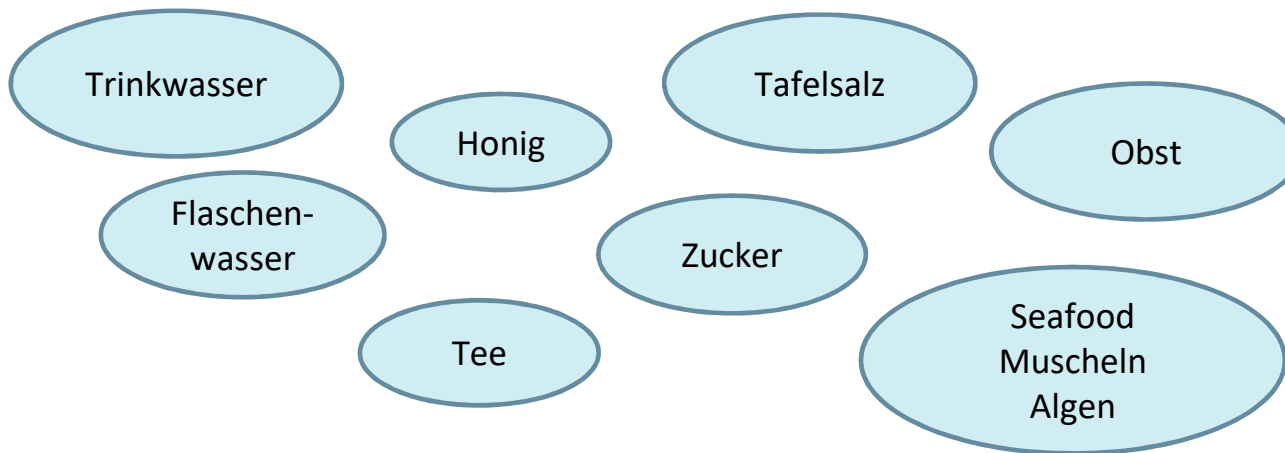 Trinkwasser
Tafelsalz
Honig
Obst
Flaschen-
wasser
Zucker
Tee
Seafood
Muscheln
Algen